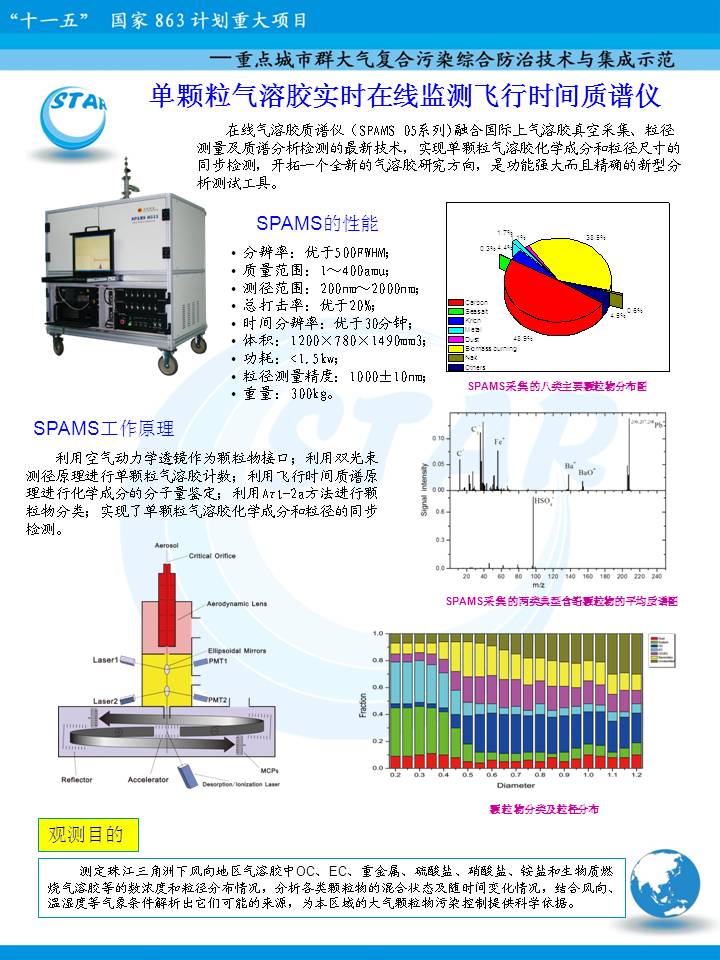 “十一五” 国家863计划重大项目
—重点城市群大气复合污染综合防治技术与集成示范
STAR
单颗粒气溶胶实时在线监测飞行时间质谱仪
在线气溶胶质谱仪（SPAMS 05系列)融合国际上气溶胶真空采集、粒径
测量及质谱分析检测的最新技术，实现单颗粒气溶胶化学成分和粒径尺寸的
同步检测，开拓一个全新的气溶胶研究方向，是功能强大而且精确的新型分
析测试工具。
SPAMS的性能
• 分辨率：优于500FWHM；
• 质量范围：1～400amu；
• 测径范围：200nm～2000nm；
• 总打击率：优于20%；
• 时间分辨率：优于30分钟；
• 体积：1200×780×1490mm3；
• 功耗：<1.5kw；
• 粒径测量精度：1000±10nm；
• 重量：300kg。
1.7%
38.5%
0.3%
4.4%
0.6%
4.5%
48.9%
Carbon
Seasalt
Krich
Metal
Dust
Biomass burning
Nak
Others
SPAMS采集的八类主要颗粒物分布图
SPAMS工作原理
利用空气动力学透镜作为颗粒物接口；利用双光束
测径原理进行单颗粒气溶胶计数；利用飞行时间质谱原
理进行化学成分的分子量鉴定；利用Art-2a方法进行颗
粒物分类；实现了单颗粒气溶胶化学成分和粒径的同步
检测。
Signal intensity
0.10
0.05
0.00
C⁺
Fe⁺
Ba⁺
BaO⁺
206,207,208Pb⁺
0.6
0.3
0.0
HSO₄⁻
20 40 60 80 100 120 140 160 180 200 220 240
m/z
SPAMS采集的两类典型含铅颗粒物的平均质谱图
Aerosol
Critical Orifice
Aerodynamic Lens
Ellipsoidal Mirrors
Laser1
PMT1
Laser2
PMT2
MCPs
Reflector
Accelerator
Desorption/Ionization Laser
Fraction
1.0
0.8
0.6
0.4
0.2
0.0
0.2 0.3 0.4 0.5 0.6 0.7 0.8 0.9 1.0 1.1 1.2
Diameter
颗粒物分类及粒径分布
观测目的
测定珠江三角洲下风向地区气溶胶中OC、EC、重金属、硫酸盐、硝酸盐、铵盐和生物质燃
烧气溶胶等的数浓度和粒径分布情况，分析各类颗粒物的混合状态及随时间变化情况，结合风向、
温湿度等气象条件解析出它们可能的来源，为本区域的大气颗粒物污染控制提供科学依据。